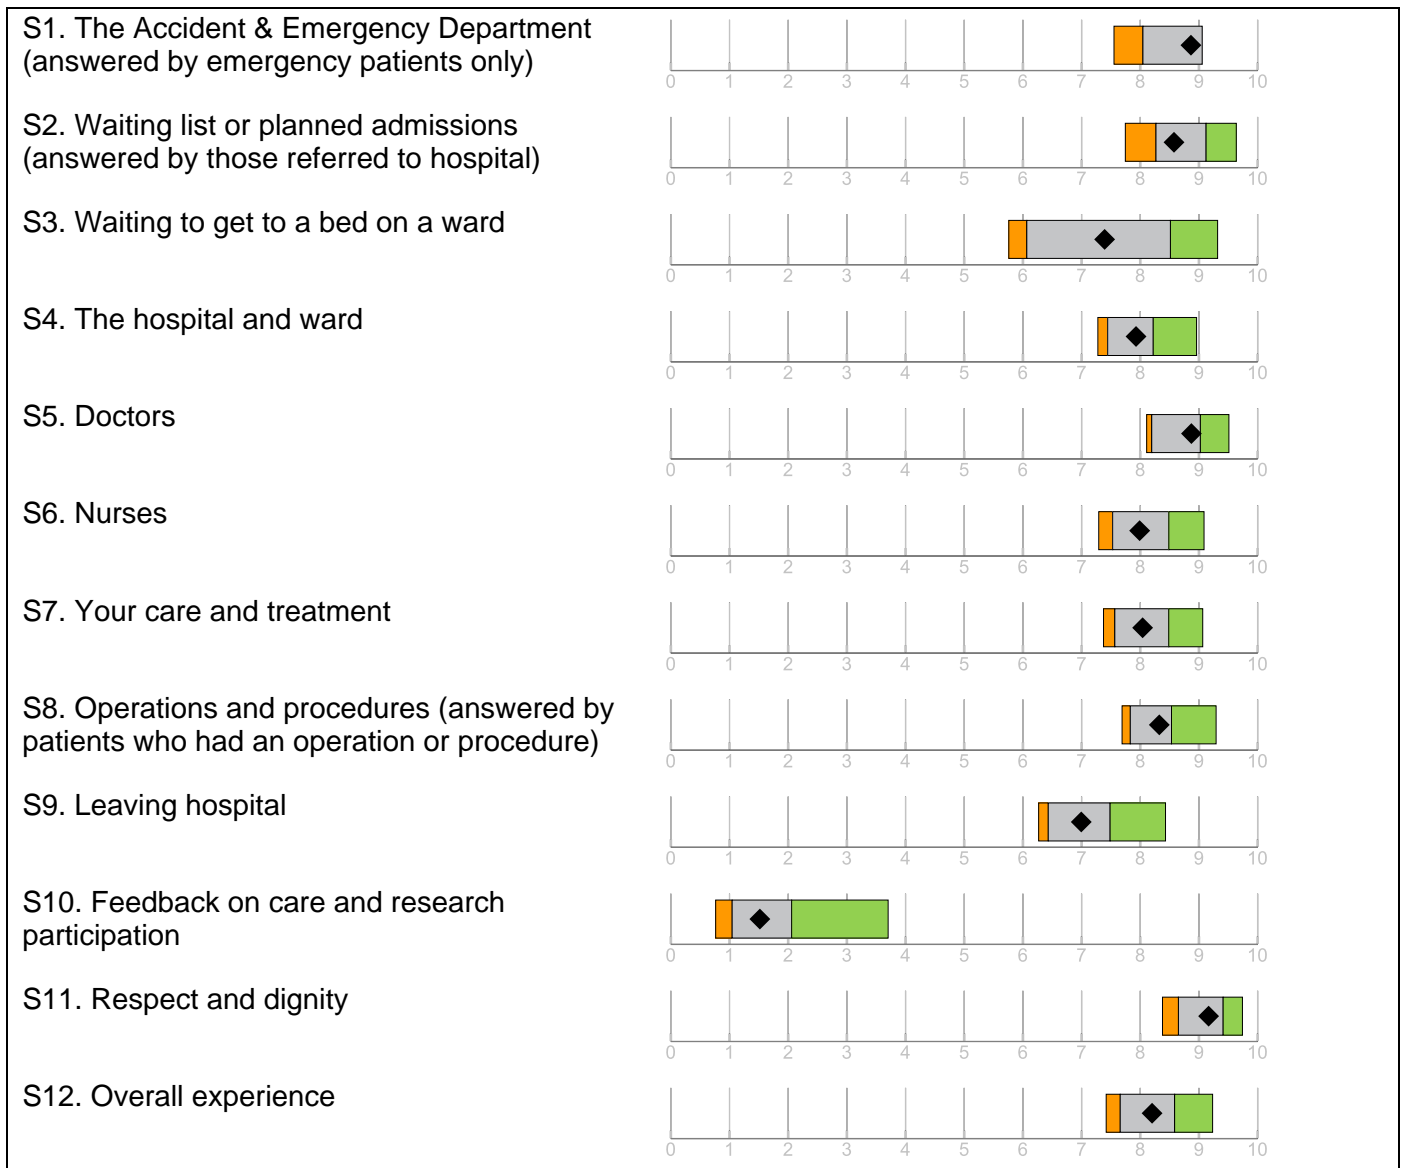 S1. The Accident & Emergency Department
(answered by emergency patients only)
0 1 2 3 4 5 6 7 8 9 10
S2. Waiting list or planned admissions
(answered by those referred to hospital)
0 1 2 3 4 5 6 7 8 9 10
S3. Waiting to get to a bed on a ward
0 1 2 3 4 5 6 7 8 9 10
S4. The hospital and ward
0 1 2 3 4 5 6 7 8 9 10
S5. Doctors
0 1 2 3 4 5 6 7 8 9 10
S6. Nurses
0 1 2 3 4 5 6 7 8 9 10
S7. Your care and treatment
0 1 2 3 4 5 6 7 8 9 10
S8. Operations and procedures (answered by
patients who had an operation or procedure)
0 1 2 3 4 5 6 7 8 9 10
S9. Leaving hospital
0 1 2 3 4 5 6 7 8 9 10
S10. Feedback on care and research
participation
0 1 2 3 4 5 6 7 8 9 10
S11. Respect and dignity
0 1 2 3 4 5 6 7 8 9 10
S12. Overall experience
0 1 2 3 4 5 6 7 8 9 10